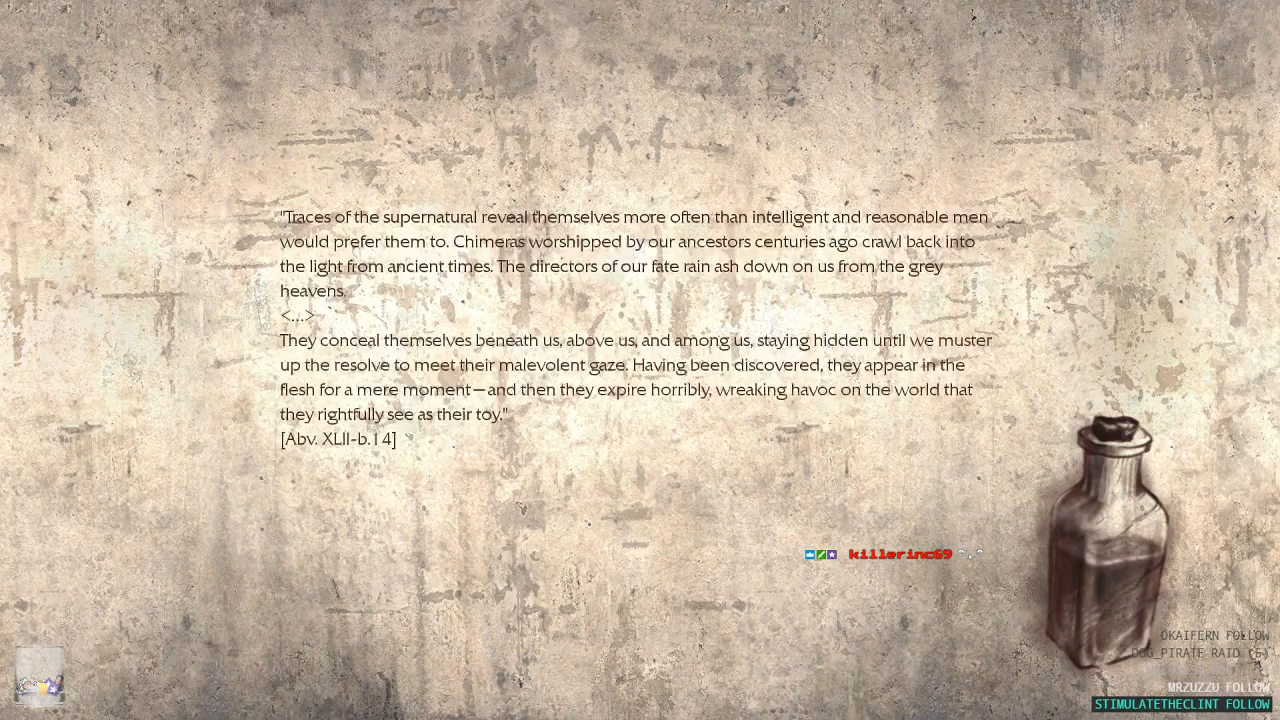 "Traces of the supernatural reveal themselves more often than intelligent and reasonable men
would prefer them to. Chimeras worshipped by our ancestors centuries ago crawl back into
the light from ancient times. The directors of our fate rain ash down on us from the grey
heavens.
<...>
They conceal themselves beneath us, above us, and among us, staying hidden until we muster
up the resolve to meet their malevolent gaze. Having been discovered, they appear in the
flesh for a mere moment—and then they expire horribly, wreaking havoc on the world that
they rightfully see as their toy."
[Abv. XLII-b.14]
killerinc69 ^.^
OKAIFERN FOLLOW
DOG_PIRATE RAID (5)
MRZUZZU FOLLOW
STIMULATETHECLINT FOLLOW